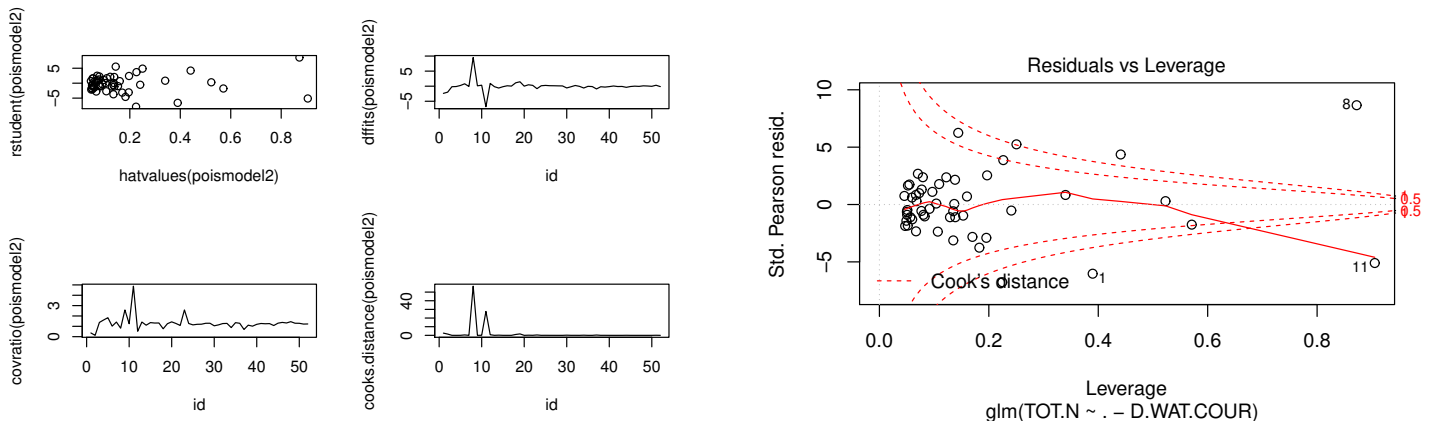 rstudent(poismodel2)
5
−5
0.2 0.4 0.6 0.8
hatvalues(poismodel2)
dffits(poismodel2)
5
−5
0 10 20 30 40 50
id
covratio(poismodel2)
3
0
0 10 20 30 40 50
id
cooks.distance(poismodel2)
40
0
0 10 20 30 40 50
id
Residuals vs Leverage
Std. Pearson resid.
10
5
0
−5
8
1
11
Cook's distance
1
0.5
0.5
1
0.0 0.2 0.4 0.6 0.8
Leverage
glm(TOT.N ~ . − D.WAT.COUR)